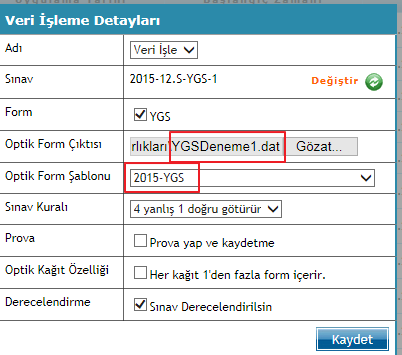 Veri İşleme Detayları
Adı Veri İşle
Sınav 2015-12.S-YGS-1 Değiştir
Form YGS
Optik Form Çıktısı rlıkları\YGSDeneme1.dat Gözat...
Optik Form Şablonu 2015-YGS
Sınav Kuralı 4 yanlış 1 doğru götürür
Prova Prova yap ve kaydetme
Optik Kağıt Özelliği Her kağıt 1'den fazla form içerir.
Derecelendirme Sınav Derecelendirilsin
Kaydet